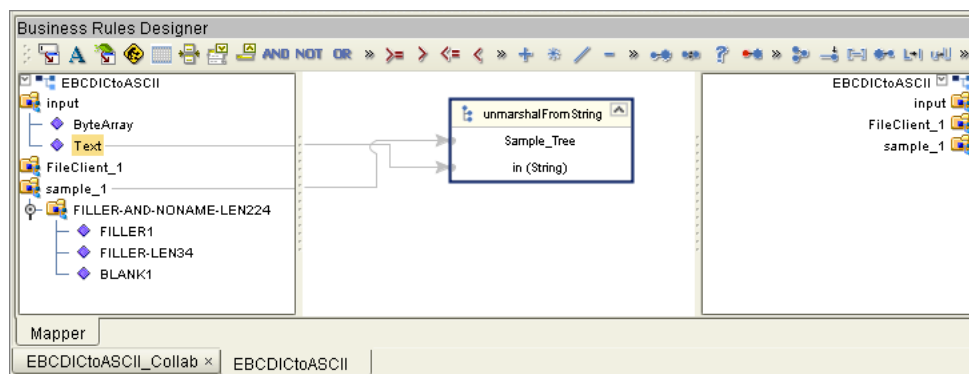 Business Rules Designer
A AND NOT OR » >= > <= < » + * / - » ? » »
EBCDICtoASCII
input
ByteArray
Text
FileClient_1
sample_1
FILLER-AND-NONAME-LEN224
FILLER1
FILLER-LEN34
BLANK1
unmarshalFromString
Sample_Tree
in (String)
EBCDICtoASCII
input
FileClient_1
sample_1
Mapper
EBCDICtoASCII_Collab ×
EBCDICtoASCII